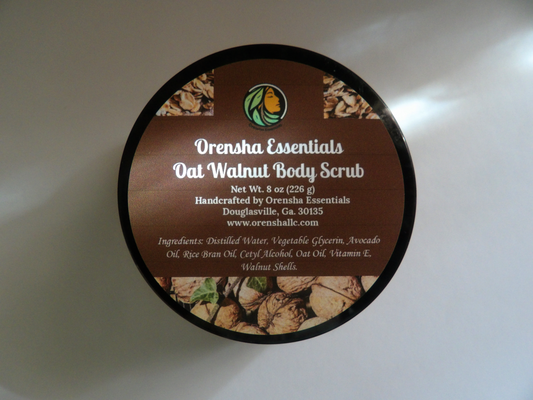 Orensha Essentials
Oat Walnut Body Scrub
Net Wt. 8 oz (226 g)
Handcrafted by Orensha Essentials
Douglasville, Ga. 30135
www.orenshallc.com
Ingredients: Distilled Water, Vegetable Glycerin, Avocado
Oil, Rice Bran Oil, Cetyl Alcohol, Oat Oil, Vitamin E,
Walnut Shells.